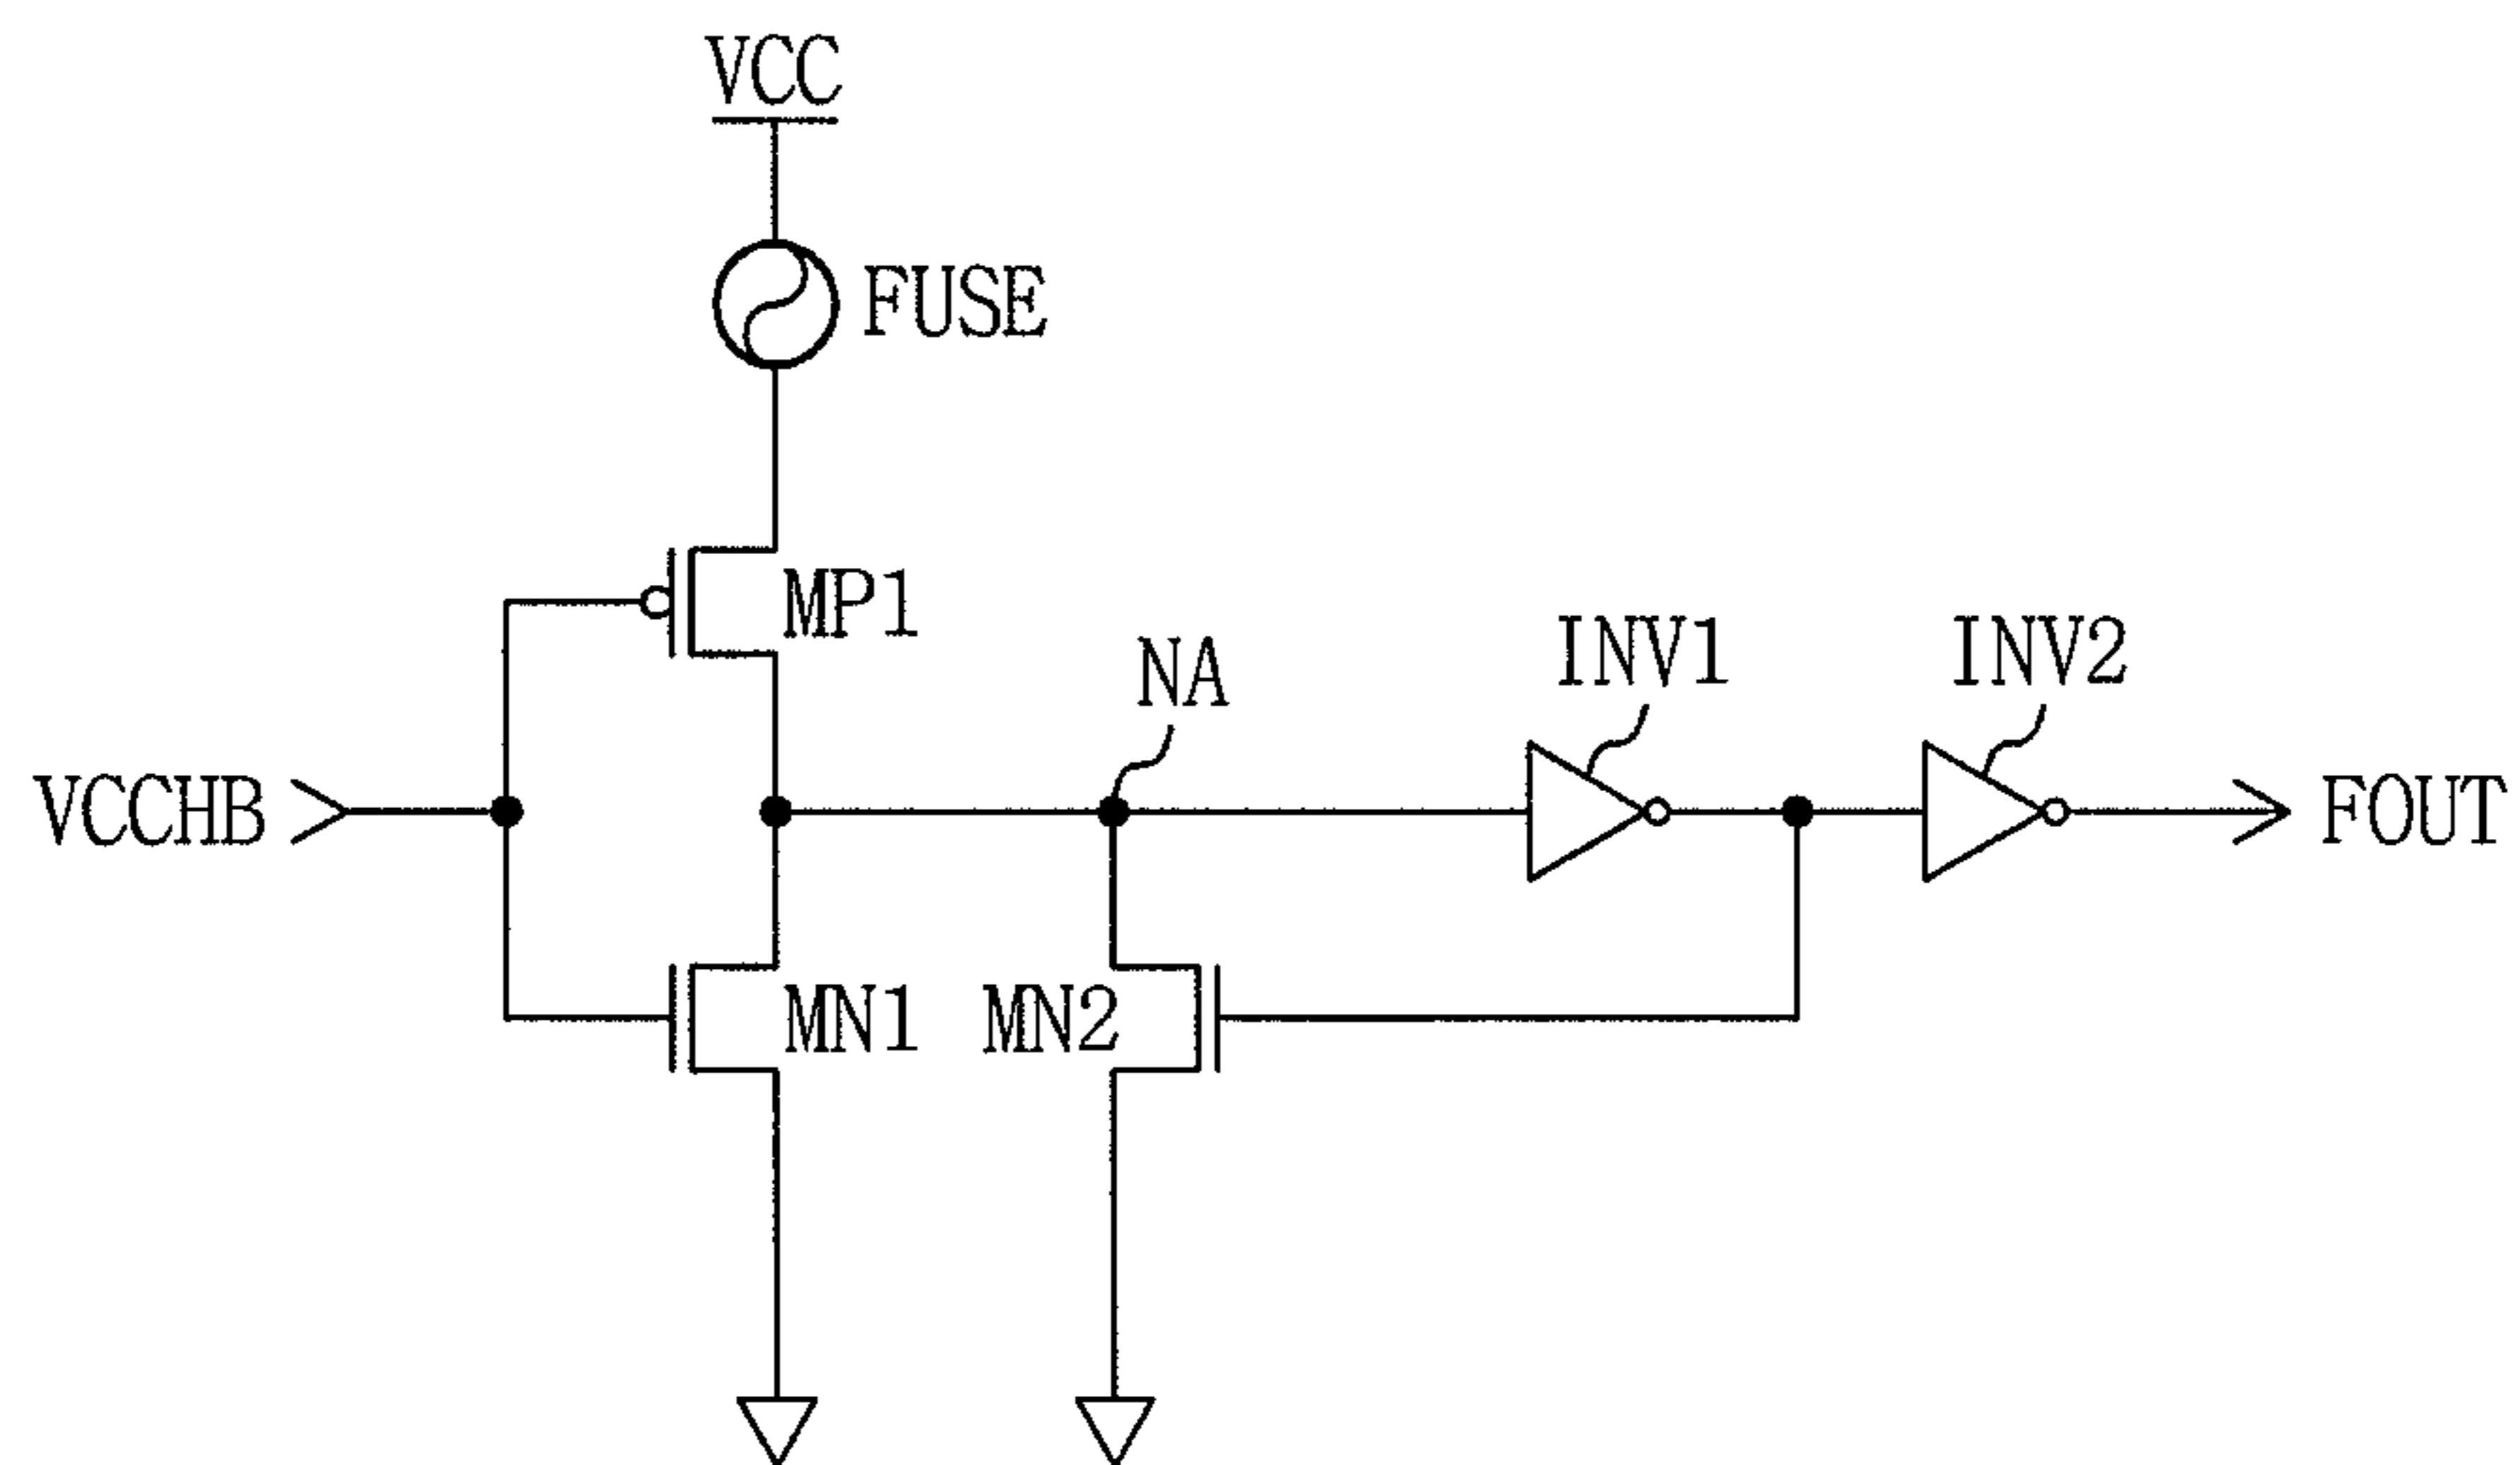 VCC
FUSE
MP1
NA
INV1
INV2
VCCHB
FOUT
MN1
MN2